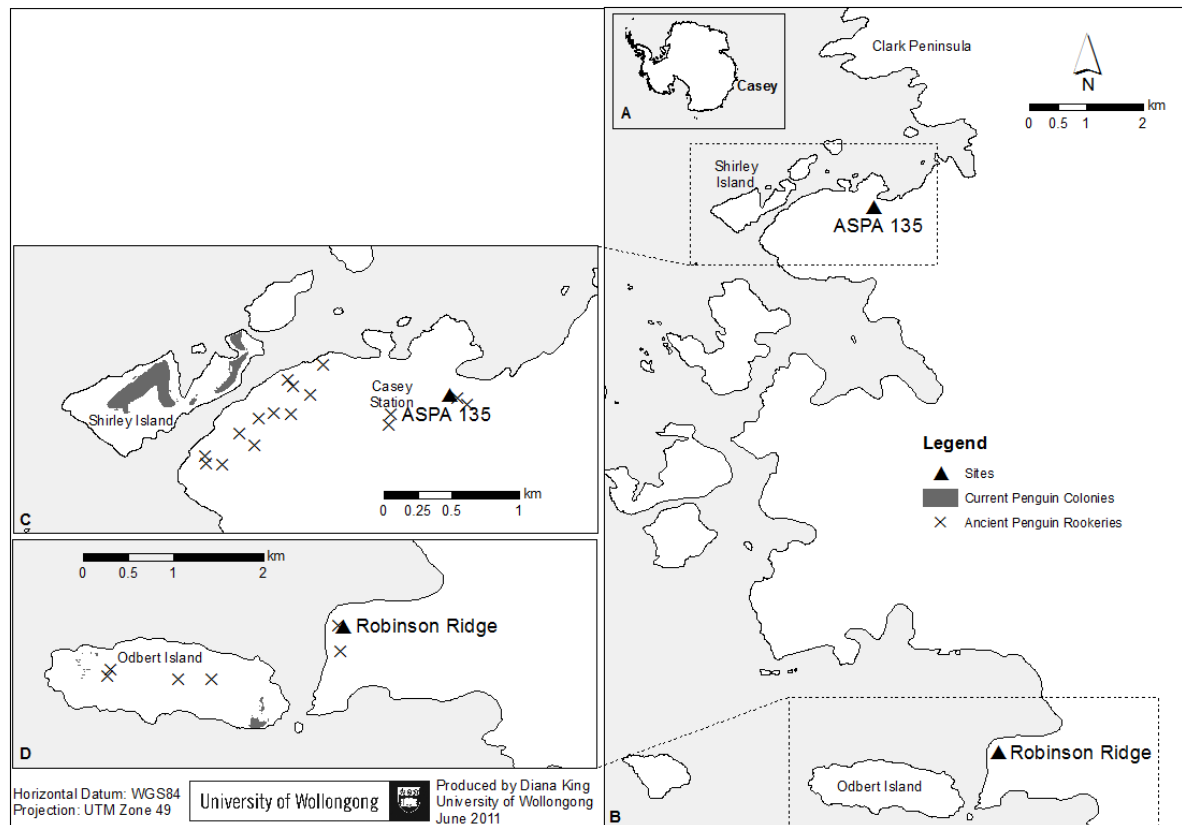 A
Casey
Clark Peninsula
N
km
0 0.5 1 2
Shirley
Island
ASPA 135
Legend
Sites
Current Penguin Colonies
Ancient Penguin Rookeries
Robinson Ridge
Odbert Island
B
Shirley Island
Casey
Station
ASPA 135
km
0 0.25 0.5 1
C
km
0 0.5 1 2
Robinson Ridge
Odbert Island
D
Horizontal Datum: WGS84
Projection: UTM Zone 49
University of Wollongong
Produced by Diana King
University of Wollongong
June 2011